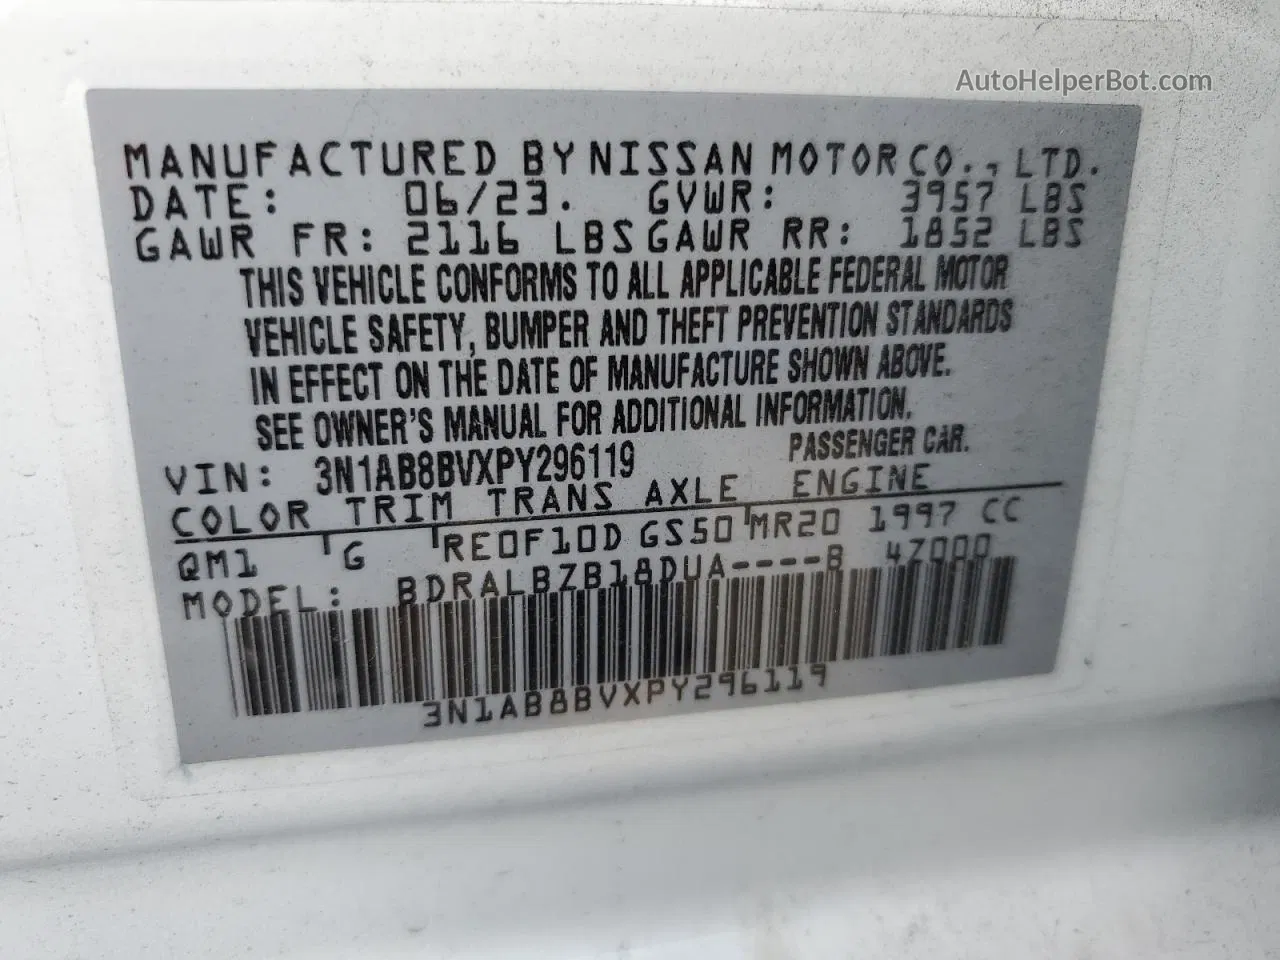 AutoHelperBot.com
MANUFACTURED BY NISSAN MOTOR CO., LTD.
DATE: 06/23. GVWR: 3957 LBS
GAWR FR: 2116 LBS GAWR RR: 1852 LBS
THIS VEHICLE CONFORMS TO ALL APPLICABLE FEDERAL MOTOR
VEHICLE SAFETY, BUMPER AND THEFT PREVENTION STANDARDS
IN EFFECT ON THE DATE OF MANUFACTURE SHOWN ABOVE.
SEE OWNER'S MANUAL FOR ADDITIONAL INFORMATION.
VIN: 3N1AB8BVXPY296119 PASSENGER CAR.
COLOR TRIM TRANS AXLE ENGINE
QM1 G RE0F10D GS50 MR20 1997 CC
MODEL: BDRALBZB18DUA----B 4Z000
3N1AB8BVXPY296119